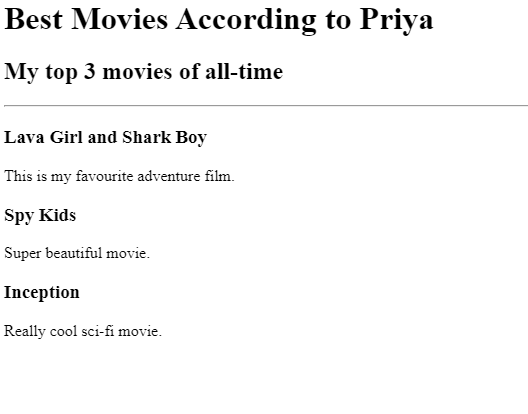 Best Movies According to Priya
My top 3 movies of all-time
Lava Girl and Shark Boy
This is my favourite adventure film.
Spy Kids
Super beautiful movie.
Inception
Really cool sci-fi movie.